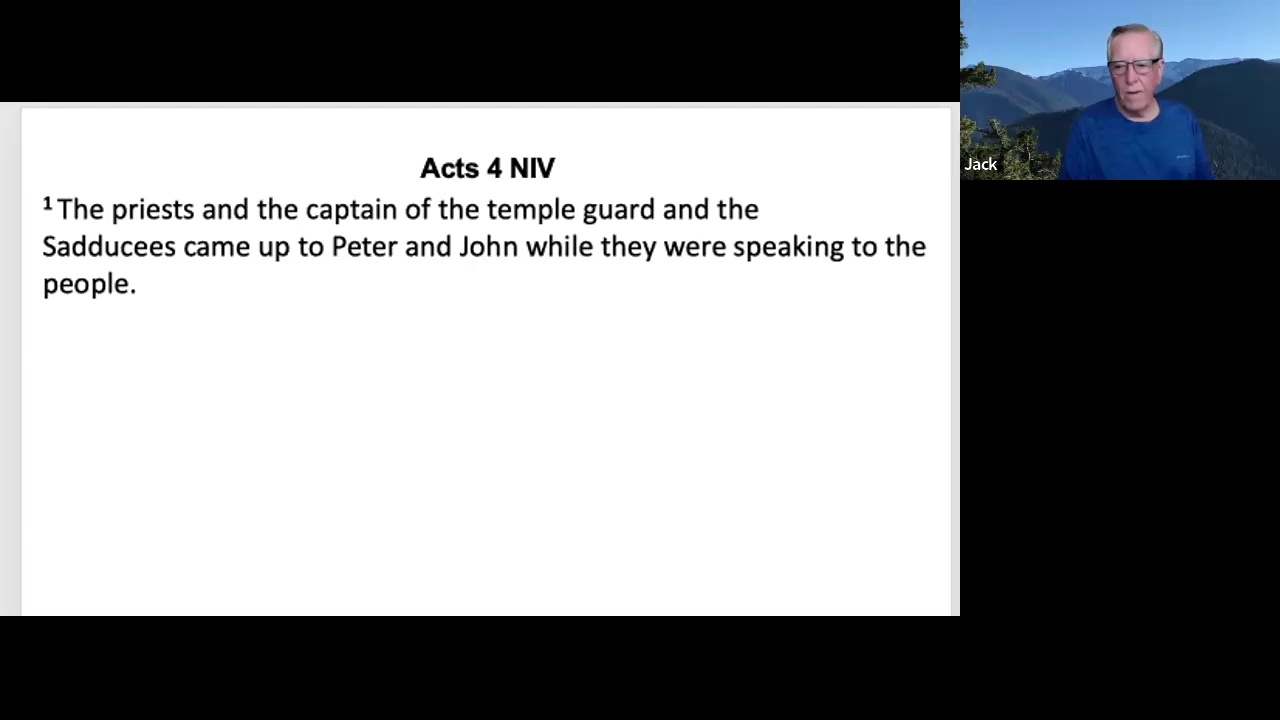 Acts 4 NIV
1 The priests and the captain of the temple guard and the
Sadducees came up to Peter and John while they were speaking to the
people.
Jack